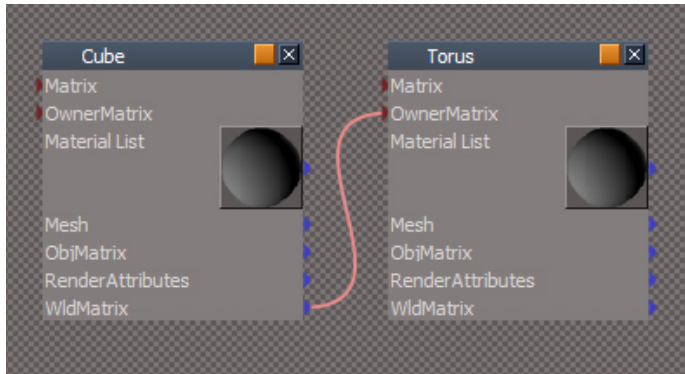 Cube
Matrix
OwnerMatrix
Material List
Mesh
ObjMatrix
RenderAttributes
WldMatrix
Torus
Matrix
OwnerMatrix
Material List
Mesh
ObjMatrix
RenderAttributes
WldMatrix